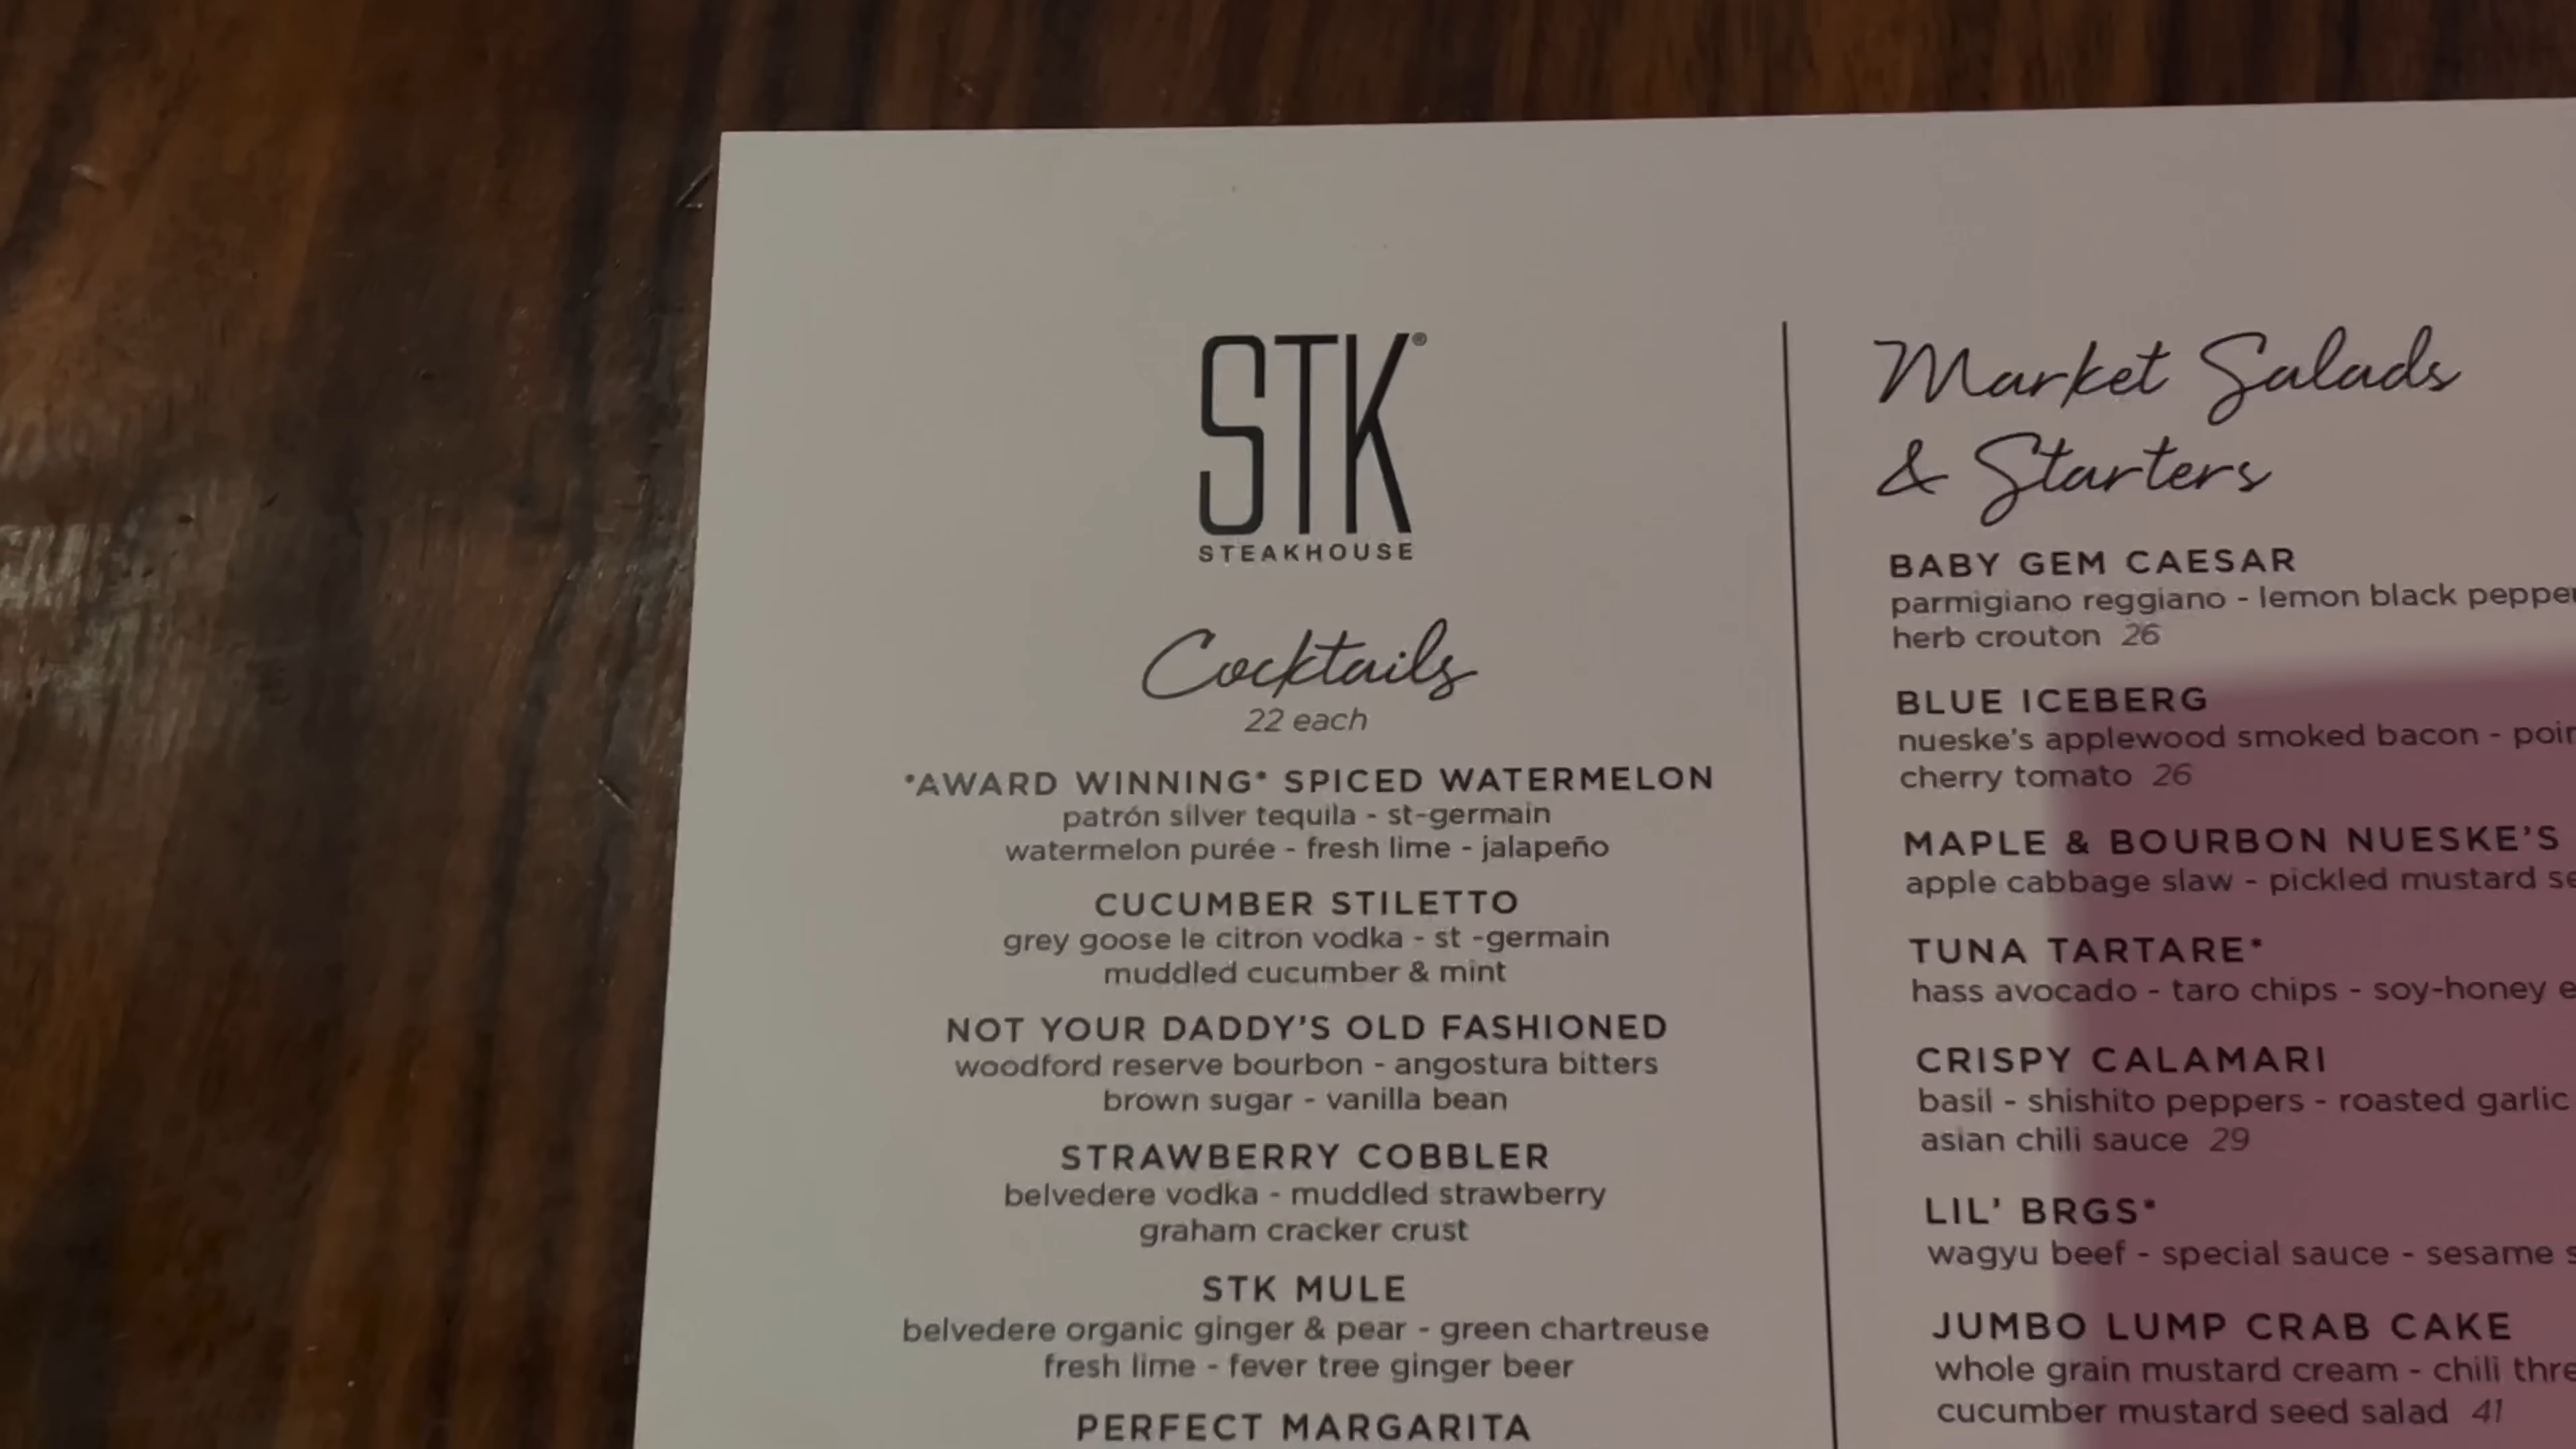 STK®
STEAKHOUSE
Cocktails
22 each
*AWARD WINNING* SPICED WATERMELON
patrón silver tequila - st-germain
watermelon purée - fresh lime - jalapeño
CUCUMBER STILETTO
grey goose le citron vodka - st -germain
muddled cucumber & mint
NOT YOUR DADDY'S OLD FASHIONED
woodford reserve bourbon - angostura bitters
brown sugar - vanilla bean
STRAWBERRY COBBLER
belvedere vodka - muddled strawberry
graham cracker crust
STK MULE
belvedere organic ginger & pear - green chartreuse
fresh lime - fever tree ginger beer
PERFECT MARGARITA
Market Salads
& Starters
BABY GEM CAESAR
parmigiano reggiano - lemon black pepper
herb crouton 26
BLUE ICEBERG
nueske's applewood smoked bacon -
cherry tomato 26
MAPLE & BOURBON NUESKE'S
apple cabbage slaw - pickled mustard
TUNA TARTARE*
hass avocado - taro chips - soy-honey
CRISPY CALAMARI
basil - shishito peppers - roasted garlic
asian chili sauce 29
LIL' BRGS*
wagyu beef - special sauce - sesame
JUMBO LUMP CRAB CAKE
whole grain mustard cream - chili
cucumber mustard seed salad 41